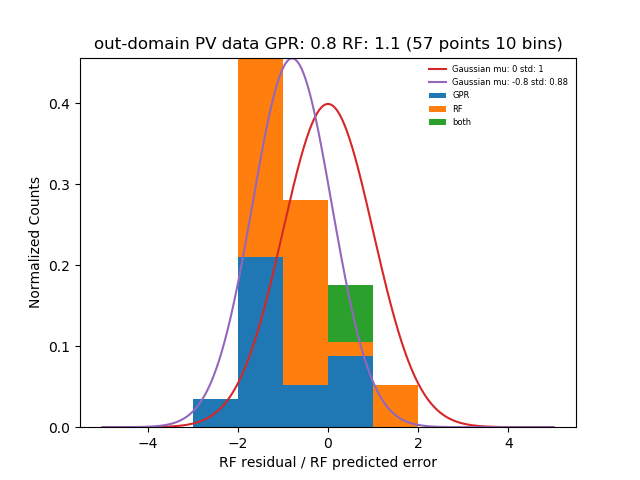 out-domain PV data GPR: 0.8 RF: 1.1 (57 points 10 bins)
Gaussian mu: 0 std: 1
Gaussian mu: -0.8 std: 0.88
GPR
RF
both
Normalized Counts
0.4
0.3
0.2
0.1
0.0
−4
−2
0
2
4
RF residual / RF predicted error